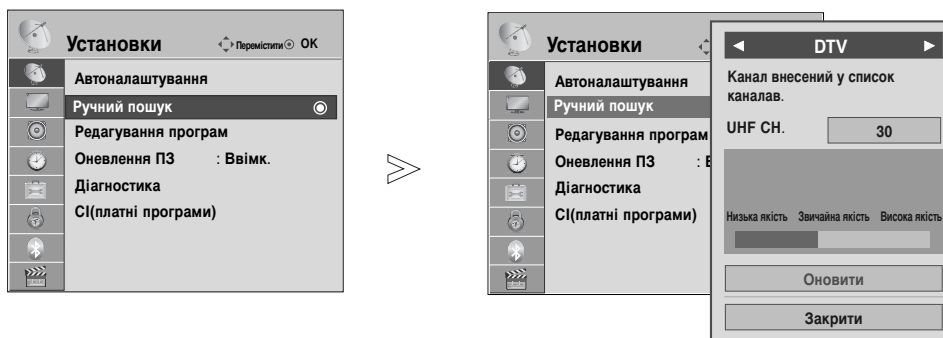 Установки Перемістити OK
Автоналаштування
Ручний пошук
Редагування програм
Оневлення ПЗ : Ввімк.
Діагностика
CI(платні програми)
>
Установки
Автоналаштування
Ручний пошук
Редагування програм
Оневлення ПЗ : В
Діагностика
CI(платні програми)
◄ DTV ►
Канал внесений у список
каналав.
UHF CH. 30
Низька якість Звичайна якість Висока якість
Оновити
Закрити